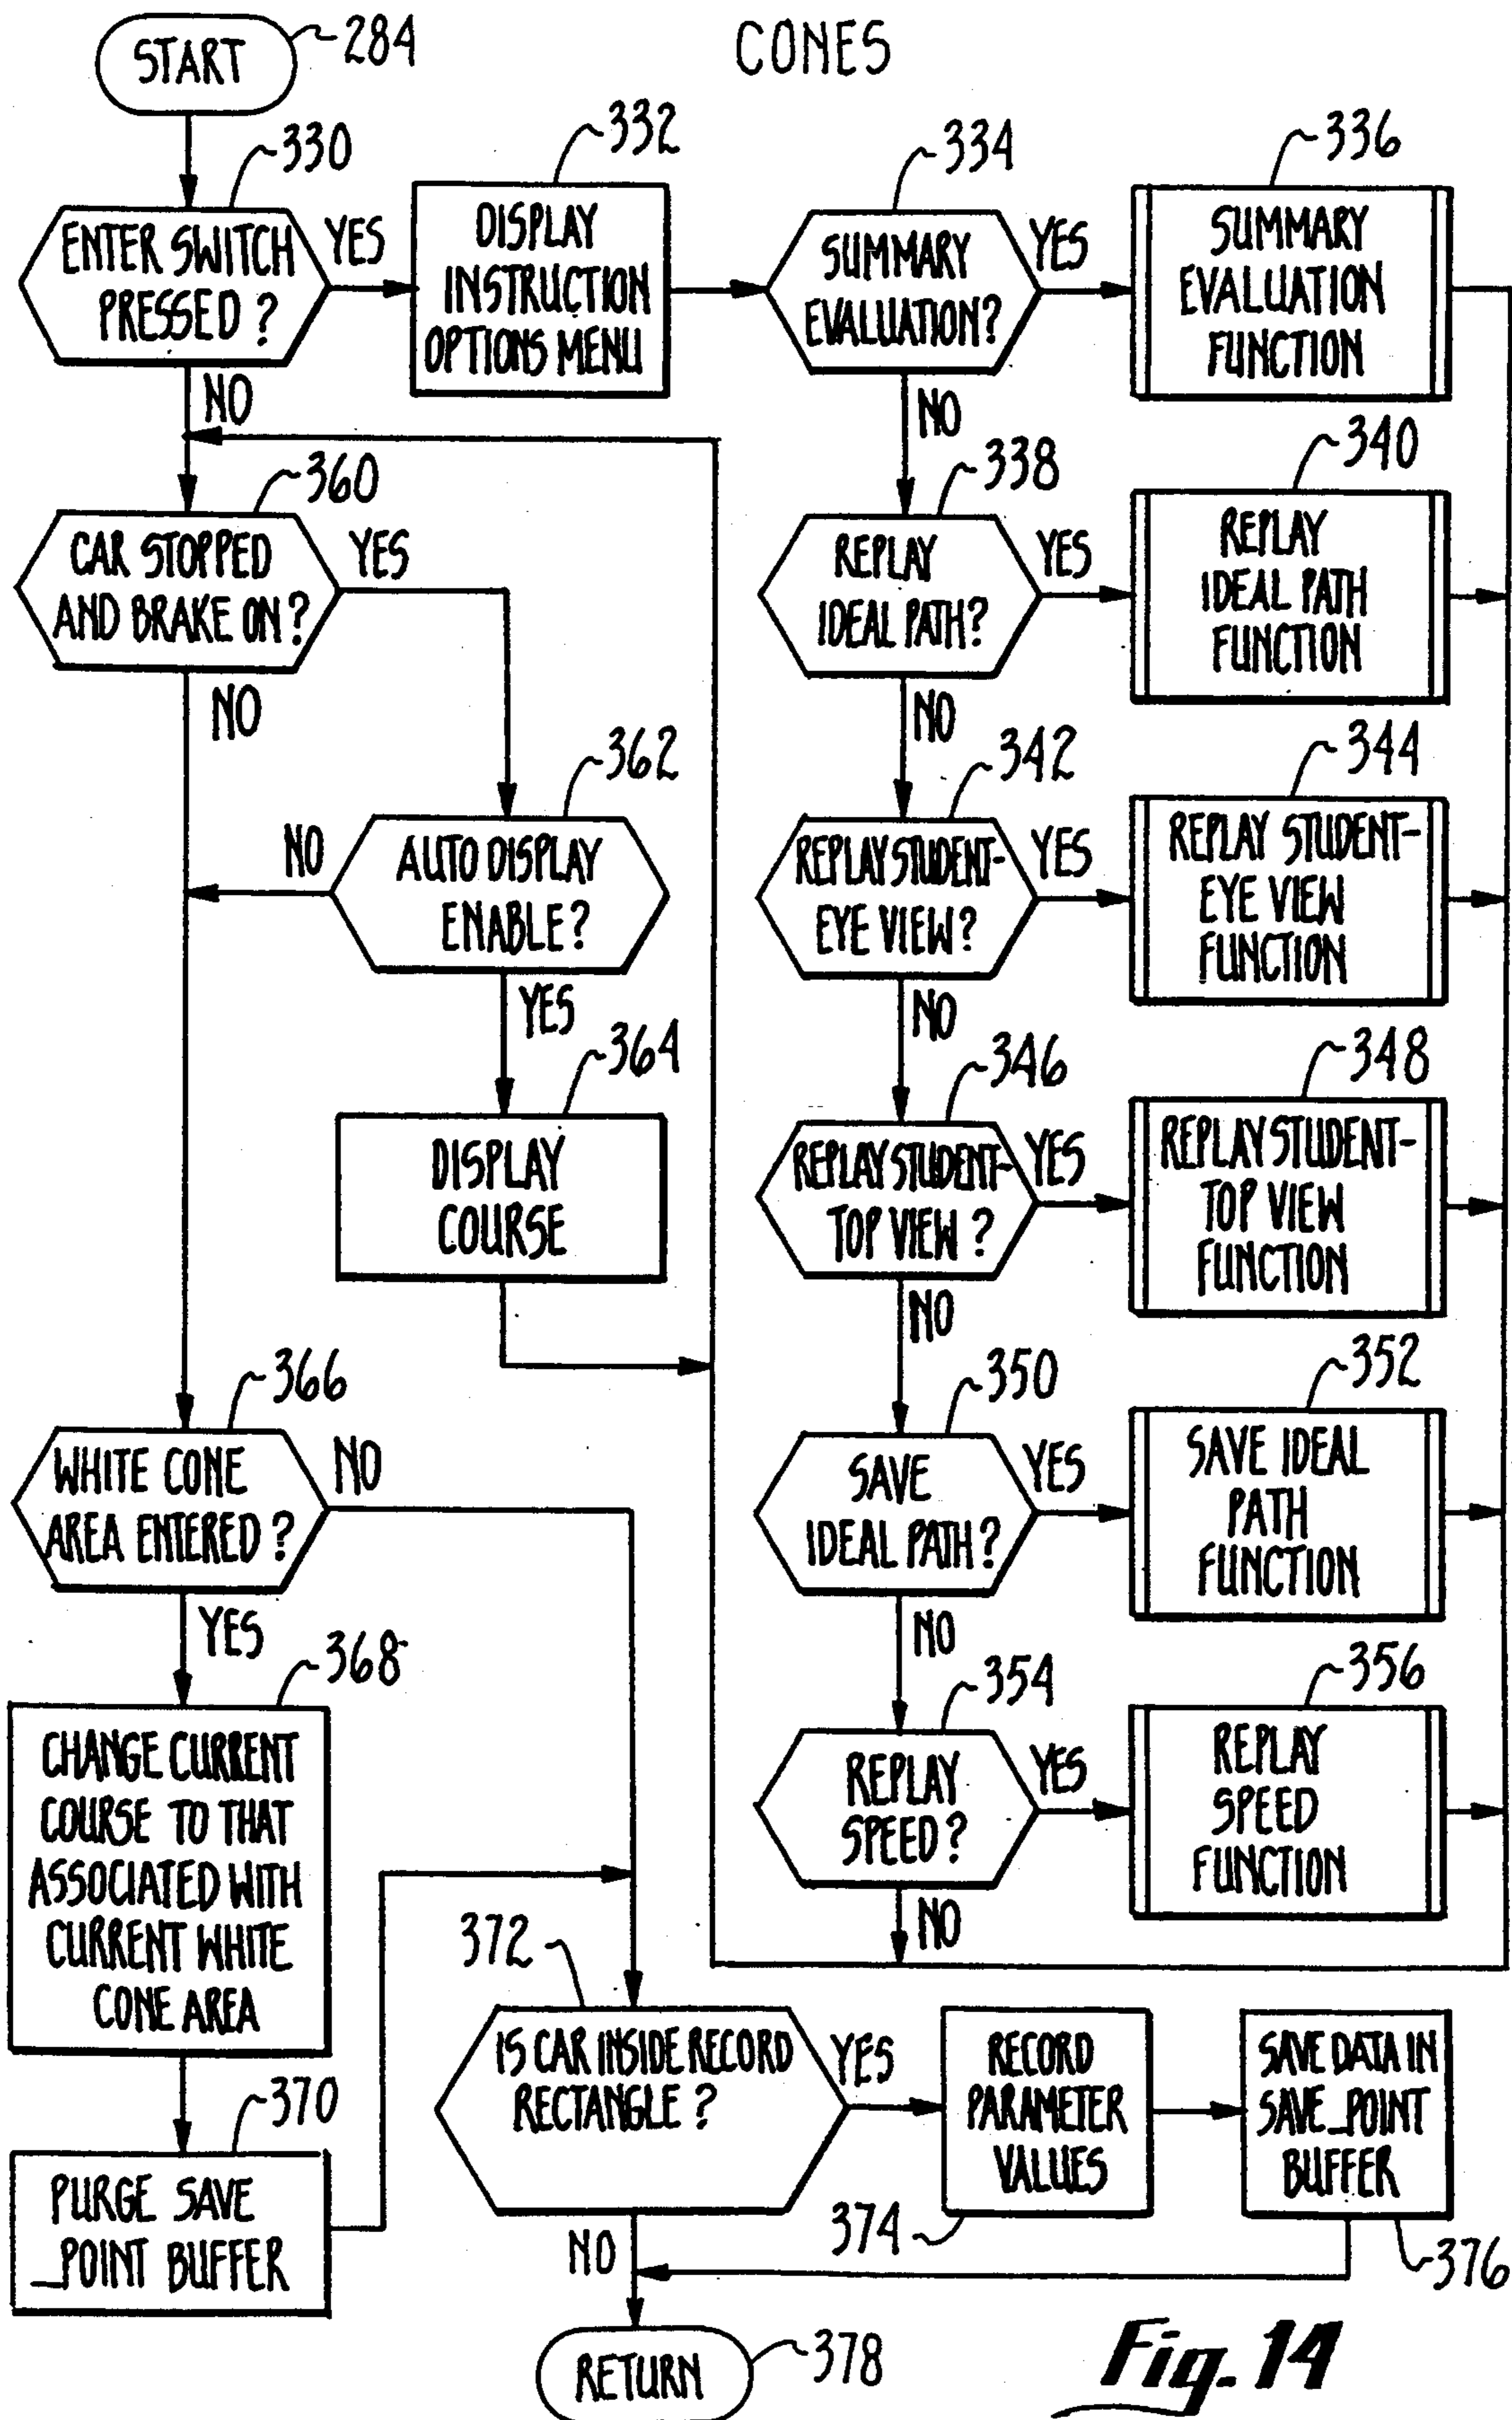 CONES
START
284
330
ENTER SWITCH
PRESSED ?
YES
NO
332
DISPLAY
INSTRUCTION
OPTIONS MENU
334
SUMMARY
EVALUATION?
YES
NO
336
SUMMARY
EVALUATION
FUNCTION
338
REPLAY
IDEAL PATH?
YES
NO
340
REPLAY
IDEAL PATH
FUNCTION
342
REPLAY STUDENT-
EYE VIEW?
YES
NO
344
REPLAY STUDENT-
EYE VIEW
FUNCTION
346
REPLAY STUDENT-
TOP VIEW ?
YES
NO
348
REPLAY STUDENT-
TOP VIEW
FUNCTION
350
SAVE
IDEAL PATH?
YES
NO
352
SAVE IDEAL
PATH
FUNCTION
354
REPLAY
SPEED?
YES
NO
356
REPLAY
SPEED
FUNCTION
360
CAR STOPPED
AND BRAKE ON?
YES
NO
362
AUTO DISPLAY
ENABLE?
NO
YES
364
DISPLAY
COURSE
366
WHITE CONE
AREA ENTERED ?
NO
YES
368
CHANGE CURRENT
COURSE TO THAT
ASSOCIATED WITH
CURRENT WHITE
CONE AREA
370
PURGE SAVE
_POINT BUFFER
372
IS CAR INSIDE RECORD
RECTANGLE ?
YES
NO
RECORD
PARAMETER
VALUES
374
SAVE DATA IN
SAVE_POINT
BUFFER
376
RETURN
378
Fig. 14